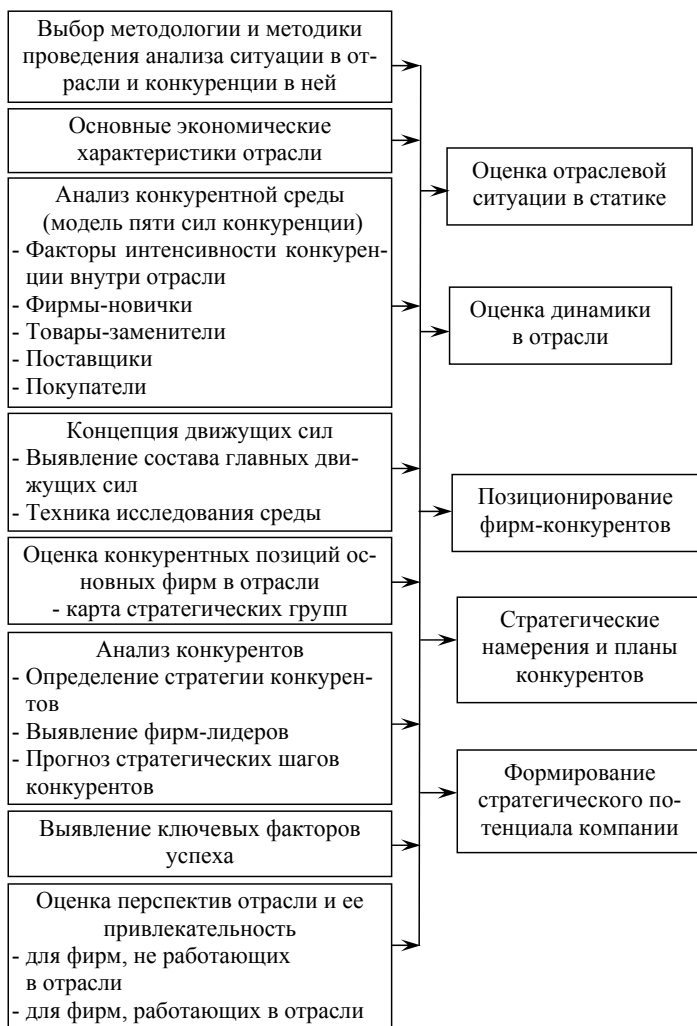 Выбор методологии и методики
проведения анализа ситуации в от-
расли и конкуренции в ней
Основные экономические
характеристики отрасли
Анализ конкурентной среды
(модель пяти сил конкуренции)
- Факторы интенсивности конкурен-
ции внутри отрасли
- Фирмы-новички
- Товары-заменители
- Поставщики
- Покупатели
Концепция движущих сил
- Выявление состава главных дви-
жущих сил
- Техника исследования среды
Оценка конкурентных позиций ос-
новных фирм в отрасли
- карта стратегических групп
Анализ конкурентов
- Определение стратегии конкурен-
тов
- Выявление фирм-лидеров
- Прогноз стратегических шагов
конкурентов
Выявление ключевых факторов
успеха
Оценка перспектив отрасли и ее
привлекательность
- для фирм, не работающих
в отрасли
- для фирм, работающих в отрасли
Оценка отраслевой
ситуации в статике
Оценка динамики
в отрасли
Позиционирование
фирм-конкурентов
Стратегические
намерения и планы
конкурентов
Формирование
стратегического по-
тенциала компании